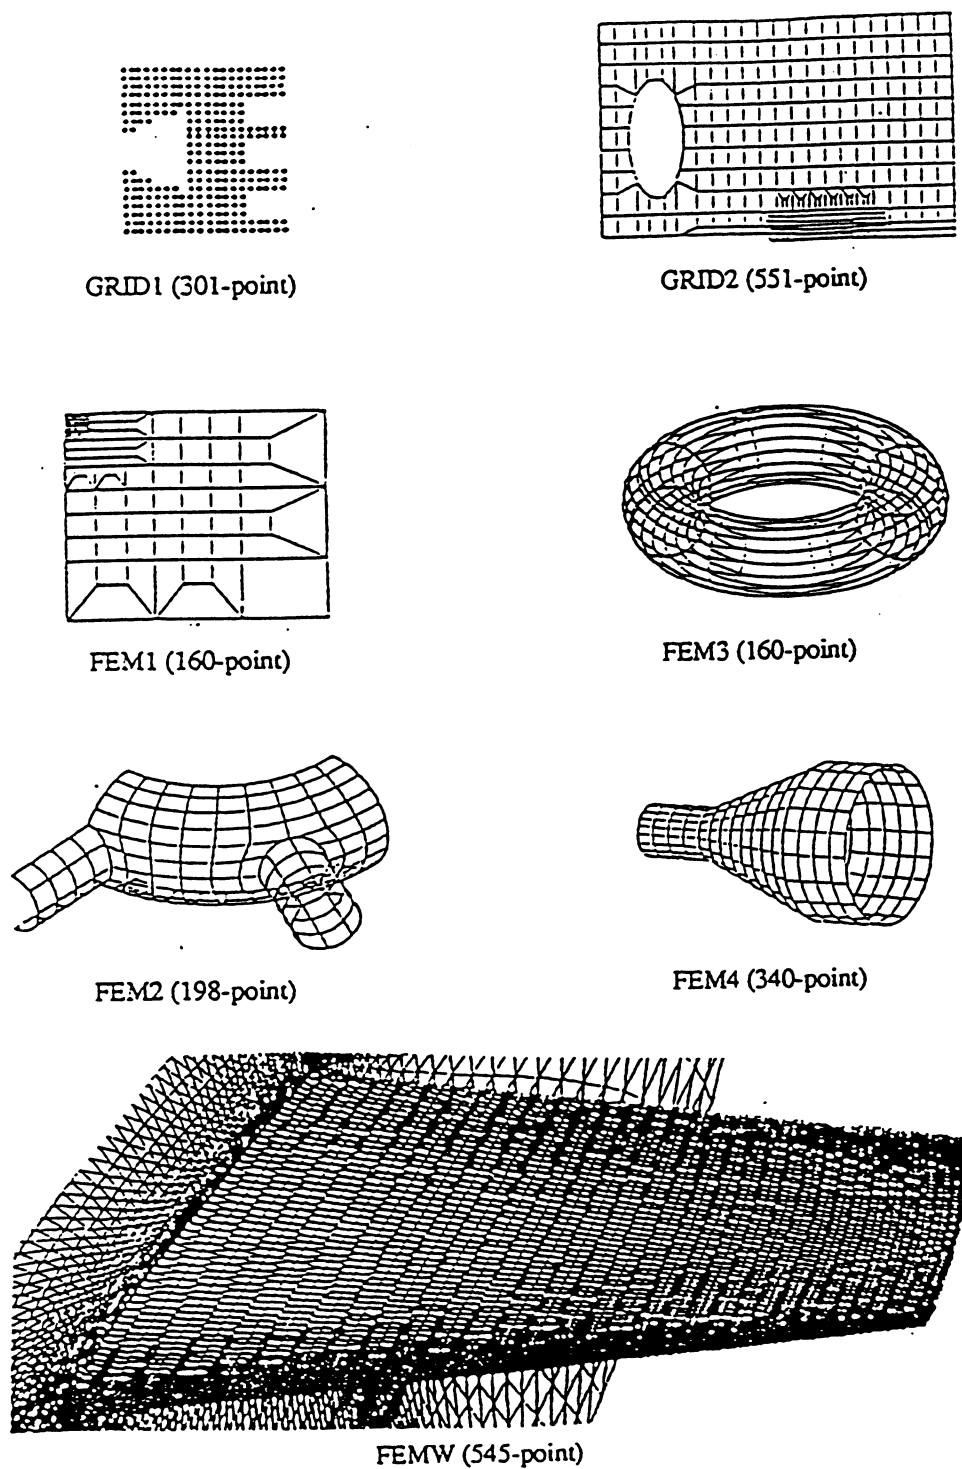 GRID1 (301-point)
GRID2 (551-point)
FEM1 (160-point)
FEM3 (160-point)
FEM2 (198-point)
FEM4 (340-point)
FEMW (545-point)